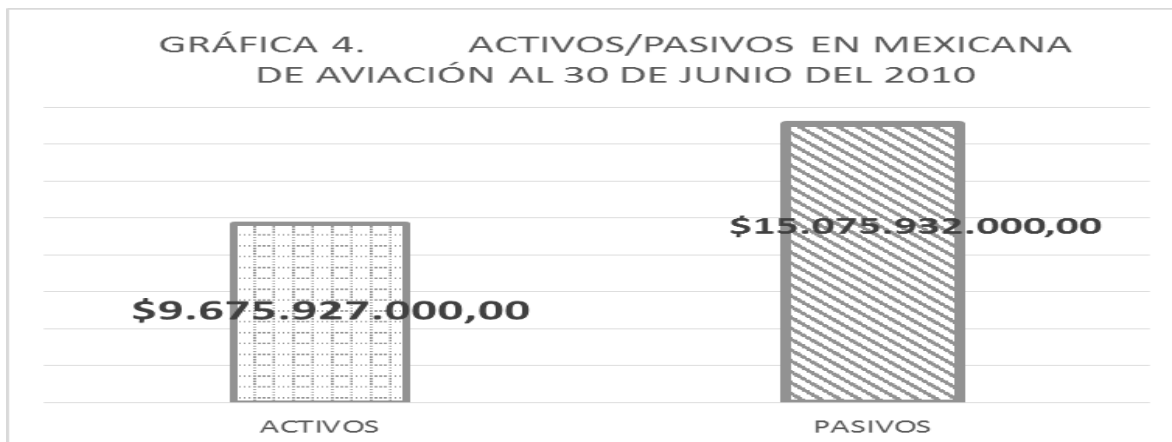 GRÁFICA 4. ACTIVOS/PASIVOS EN MEXICANA
DE AVIACIÓN AL 30 DE JUNIO DEL 2010
$15.075.932.000,00
$9.675.927.000,00
ACTIVOS PASIVOS